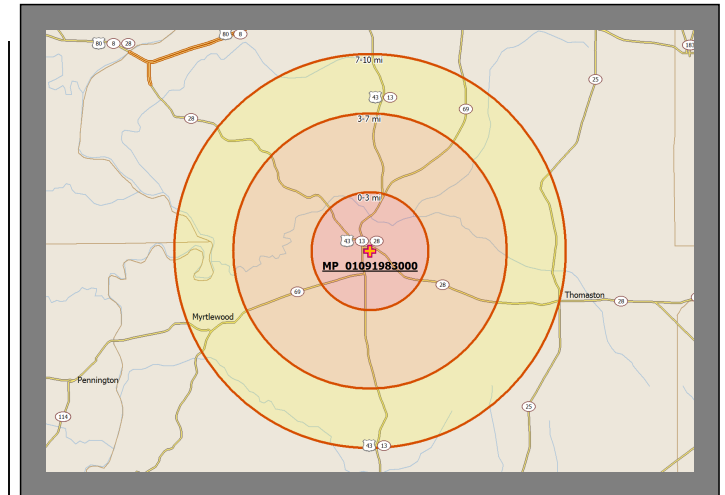 80 8 28
80 8
183
7-10 mi
25
43 13
69
28
3-7 mi
0-3 mi
43 13 28
MP 01091983000
28
69
Thomaston
28
Myrtlewood
Pennington
25
114
43 13